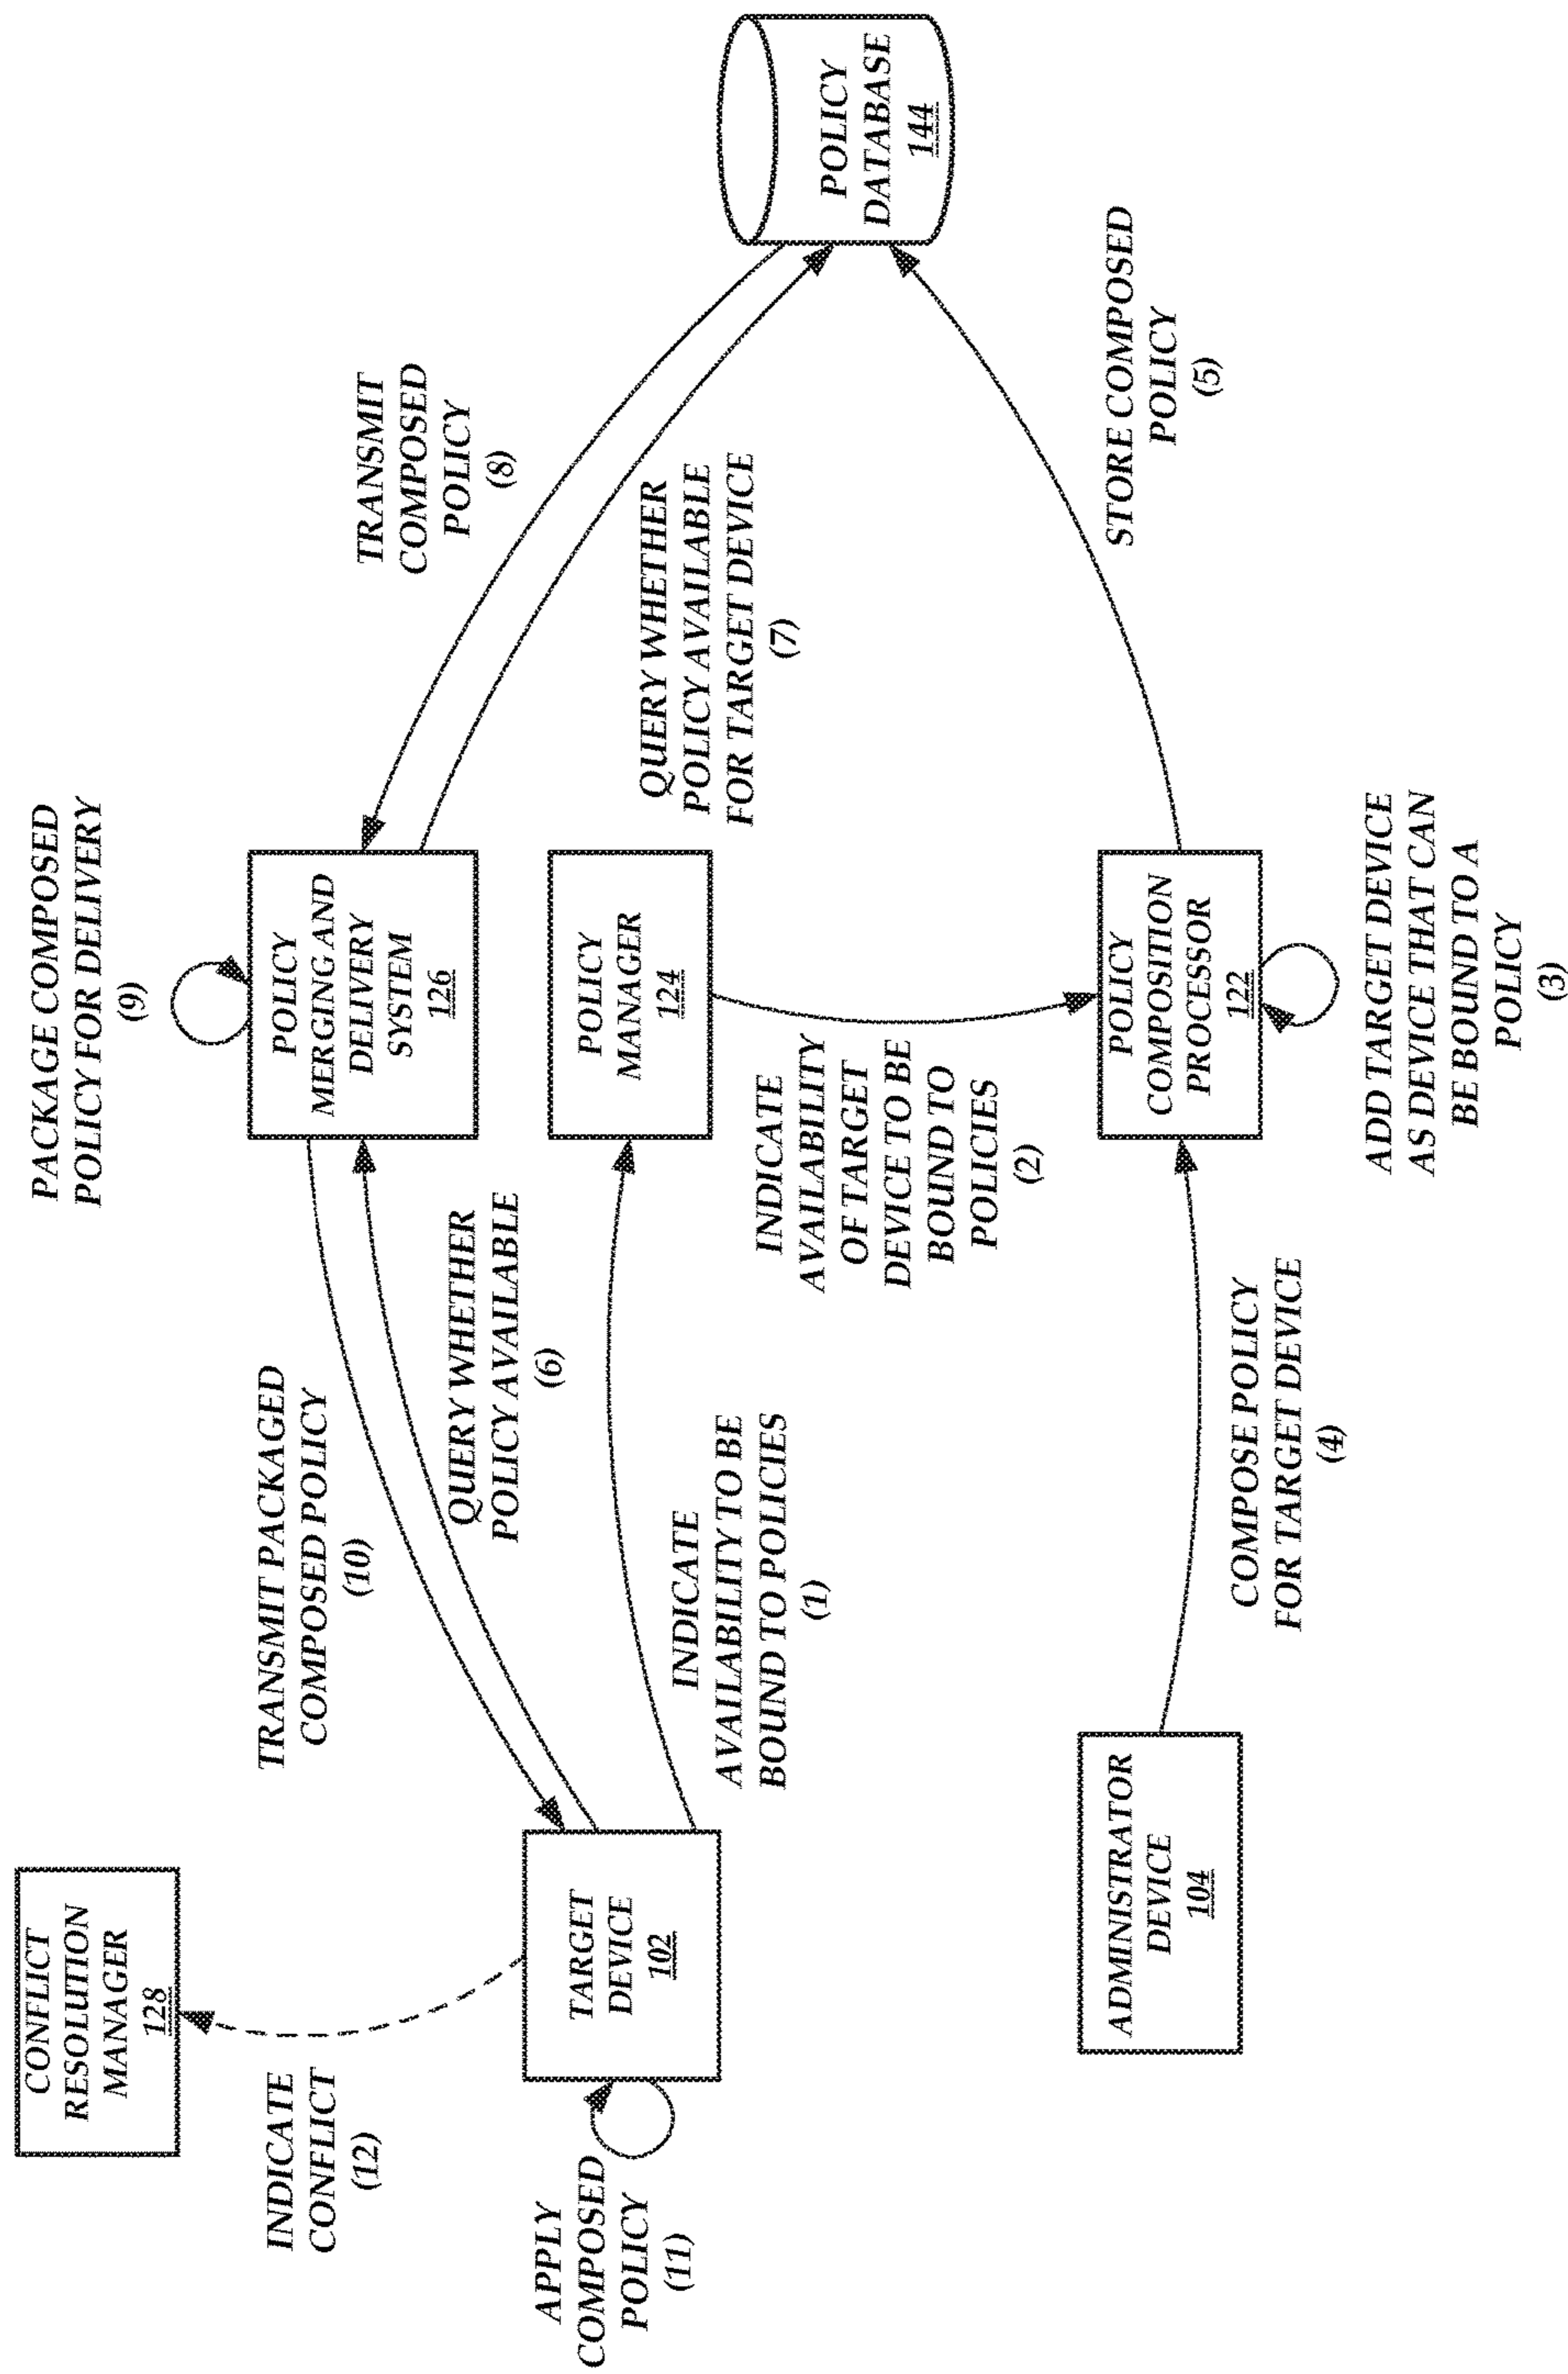 CONFLICT
RESOLUTION
MANAGER
128
INDICATE
CONFLICT
(12)
APPLY
COMPOSED
POLICY
(11)
TARGET
DEVICE
102
TRANSMIT PACKAGED
COMPOSED POLICY
(10)
QUERY WHETHER
POLICY AVAILABLE
(6)
INDICATE
AVAILABILITY TO BE
BOUND TO POLICIES
(1)
ADMINISTRATOR
DEVICE
104
COMPOSE POLICY
FOR TARGET DEVICE
(4)
PACKAGE COMPOSED
POLICY FOR DELIVERY
(9)
POLICY
MERGING AND
DELIVERY
SYSTEM
126
POLICY
MANAGER
124
INDICATE
AVAILABILITY
OF TARGET
DEVICE TO BE
BOUND TO
POLICIES
(2)
POLICY
COMPOSITION
PROCESSOR
122
ADD TARGET DEVICE
AS DEVICE THAT CAN
BE BOUND TO A
POLICY
(3)
TRANSMIT
COMPOSED
POLICY
(8)
QUERY WHETHER
POLICY AVAILABLE
FOR TARGET DEVICE
(7)
STORE COMPOSED
POLICY
(5)
POLICY
DATABASE
144